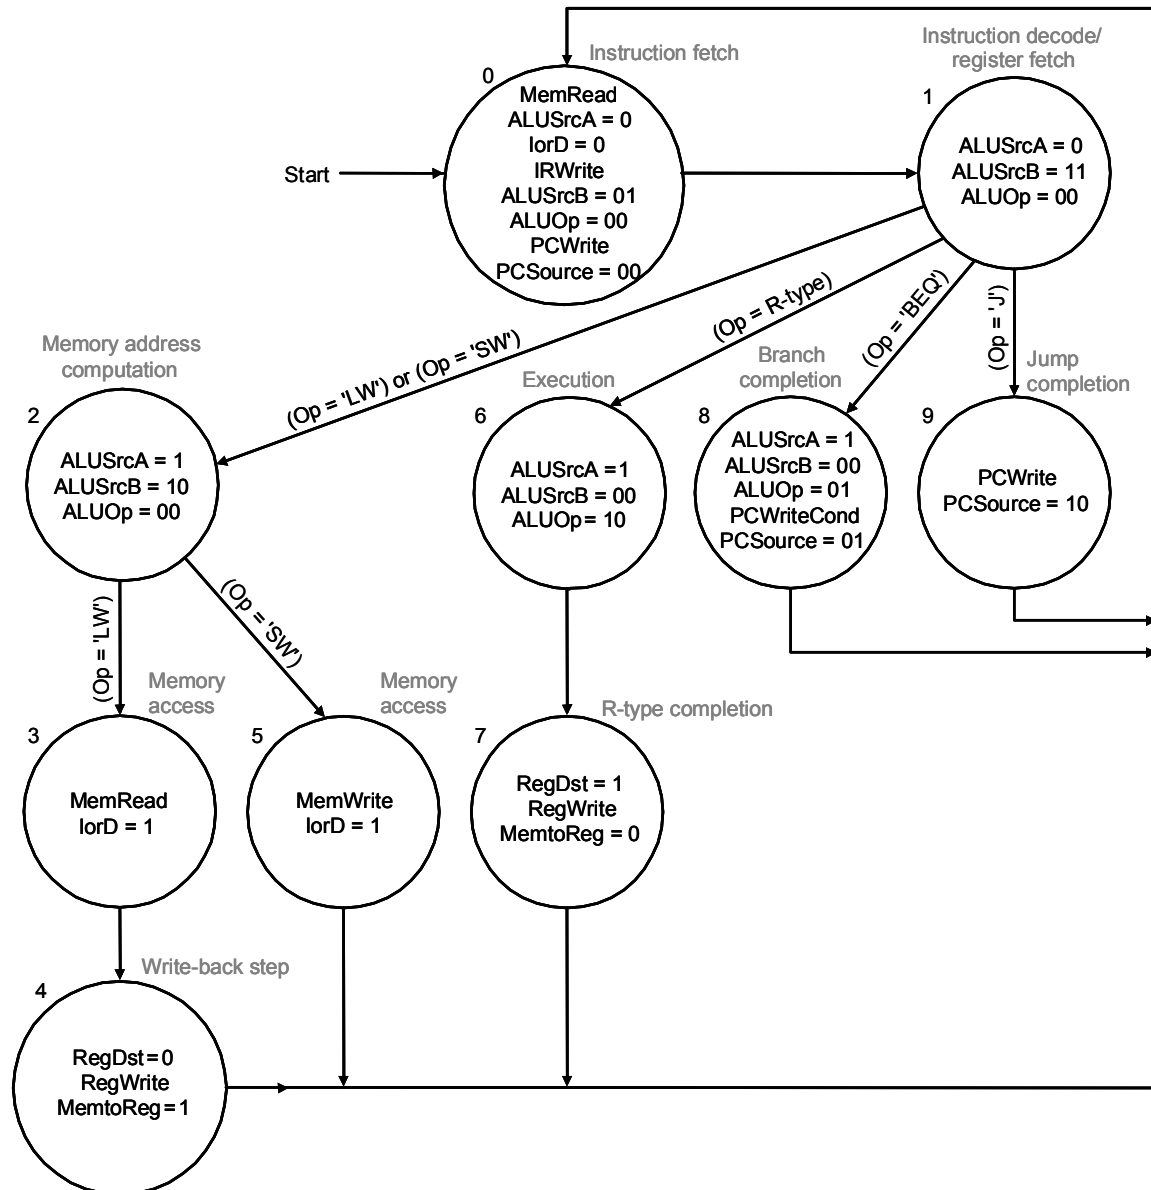 Instruction fetch
0
MemRead
ALUSrcA = 0
IorD = 0
IRWrite
ALUSrcB = 01
ALUOp = 00
PCWrite
PCSource = 00
Start
Instruction decode/
register fetch
1
ALUSrcA = 0
ALUSrcB = 11
ALUOp = 00
(Op = 'LW') or (Op = 'SW')
(Op = R-type)
(Op = 'BEQ')
(Op = 'J')
Memory address
computation
2
ALUSrcA = 1
ALUSrcB = 10
ALUOp = 00
Execution
6
ALUSrcA = 1
ALUSrcB = 00
ALUOp = 10
Branch
completion
8
ALUSrcA = 1
ALUSrcB = 00
ALUOp = 01
PCWriteCond
PCSource = 01
Jump
completion
9
PCWrite
PCSource = 10
(Op = 'LW')
(Op = 'SW')
Memory
access
3
MemRead
IorD = 1
Memory
access
5
MemWrite
IorD = 1
R-type completion
7
RegDst = 1
RegWrite
MemtoReg = 0
Write-back step
4
RegDst = 0
RegWrite
MemtoReg = 1